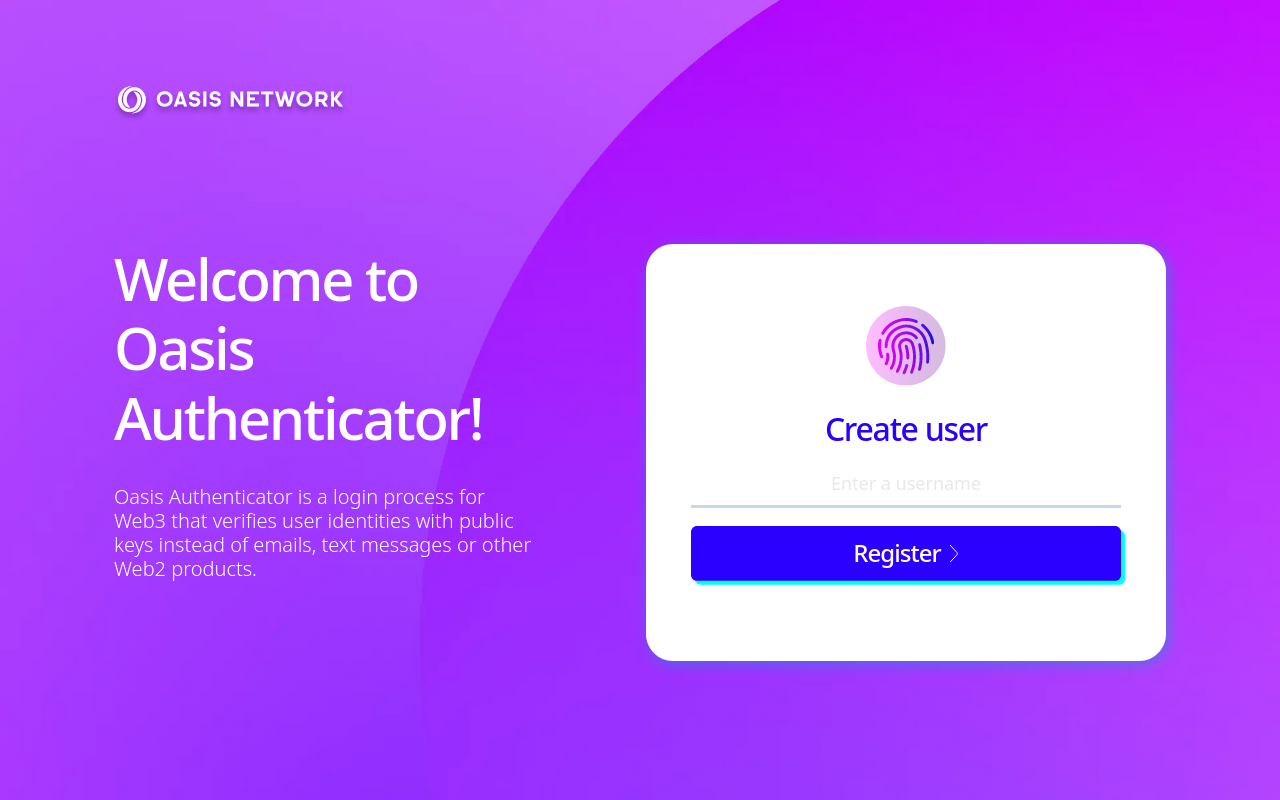 OASIS NETWORK
Welcome to
Oasis
Authenticator!
Oasis Authenticator is a login process for
Web3 that verifies user identities with public
keys instead of emails, text messages or other
Web2 products.
Create user
Enter a username
Register